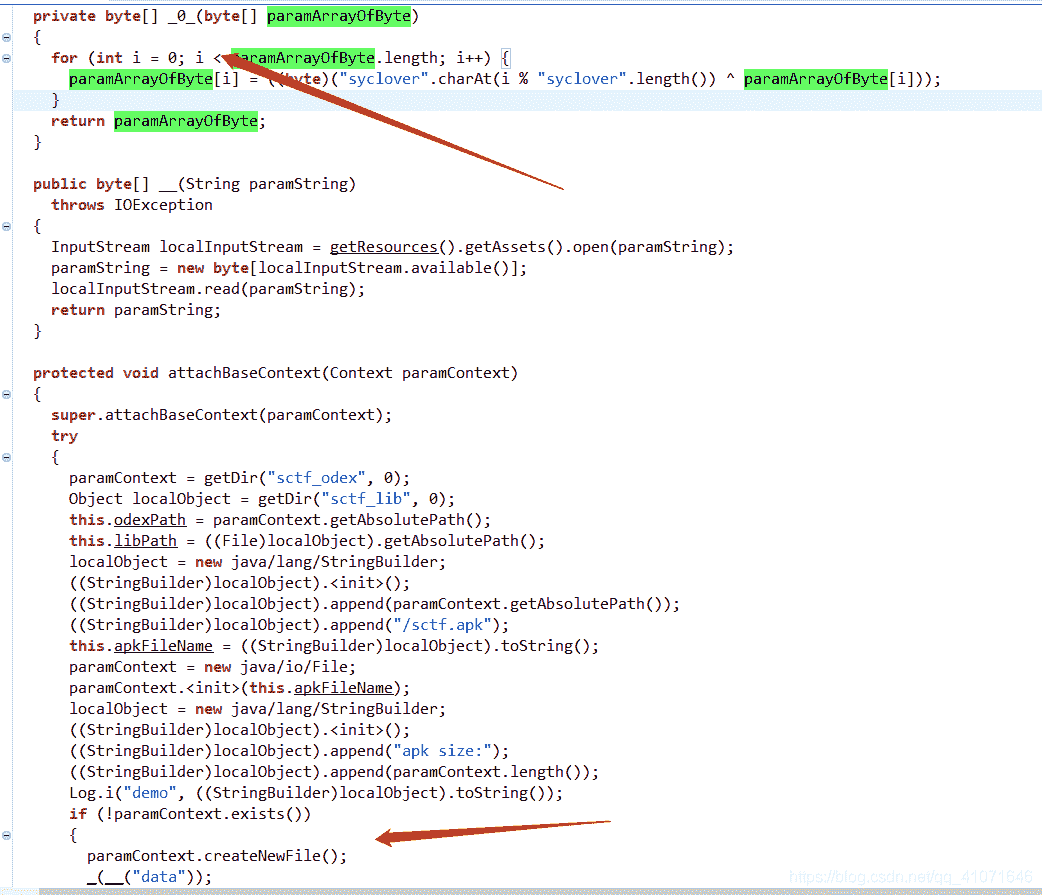 private byte[] _0_(byte[] paramArrayOfByte)
{
for (int i = 0; i < paramArrayOfByte.length; i++) {
paramArrayOfByte[i] = ((byte)("syclover".charAt(i % "syclover".length()) ^ paramArrayOfByte[i]));
}
return paramArrayOfByte;
}
public byte[] __(String paramString)
throws IOException
{
InputStream localInputStream = getResources().getAssets().open(paramString);
paramString = new byte[localInputStream.available()];
localInputStream.read(paramString);
return paramString;
}
protected void attachBaseContext(Context paramContext)
{
super.attachBaseContext(paramContext);
try
{
paramContext = getDir("sctf_odex", 0);
Object localObject = getDir("sctf_lib", 0);
this.odexPath = paramContext.getAbsolutePath();
this.libPath = ((File)localObject).getAbsolutePath();
localObject = new java/lang/StringBuilder;
((StringBuilder)localObject).<init>();
((StringBuilder)localObject).append(paramContext.getAbsolutePath());
((StringBuilder)localObject).append("/sctf.apk");
this.apkFileName = ((StringBuilder)localObject).toString();
paramContext = new java/io/File;
paramContext.<init>(this.apkFileName);
localObject = new java/lang/StringBuilder;
((StringBuilder)localObject).<init>();
((StringBuilder)localObject).append("apk size:");
((StringBuilder)localObject).append(paramContext.length());
Log.i("demo", ((StringBuilder)localObject).toString());
if (!paramContext.exists())
{
paramContext.createNewFile();
_(__("data"));
https://blog.csdn.net/qq_41071646